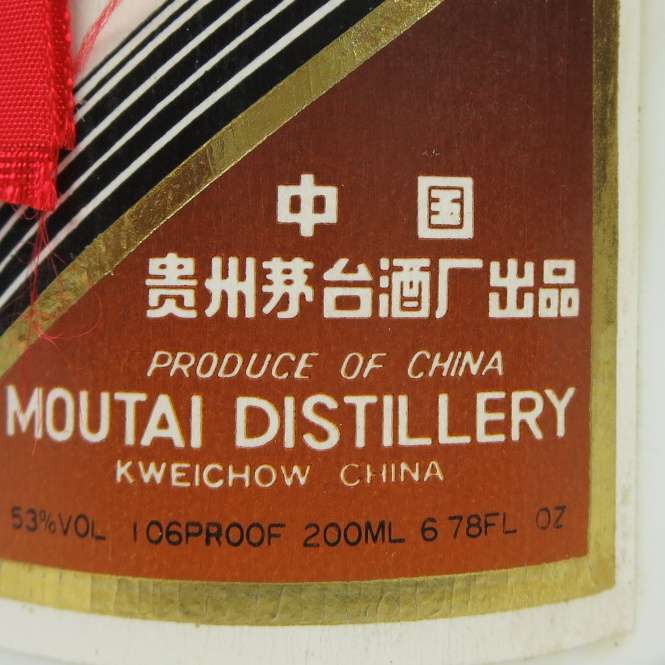 中国
贵州茅台酒厂出品
PRODUCE OF CHINA
MOUTAI DISTILLERY
KWEICHOW CHINA
53%VOL 106PROOF 200ML 6 78FL OZ